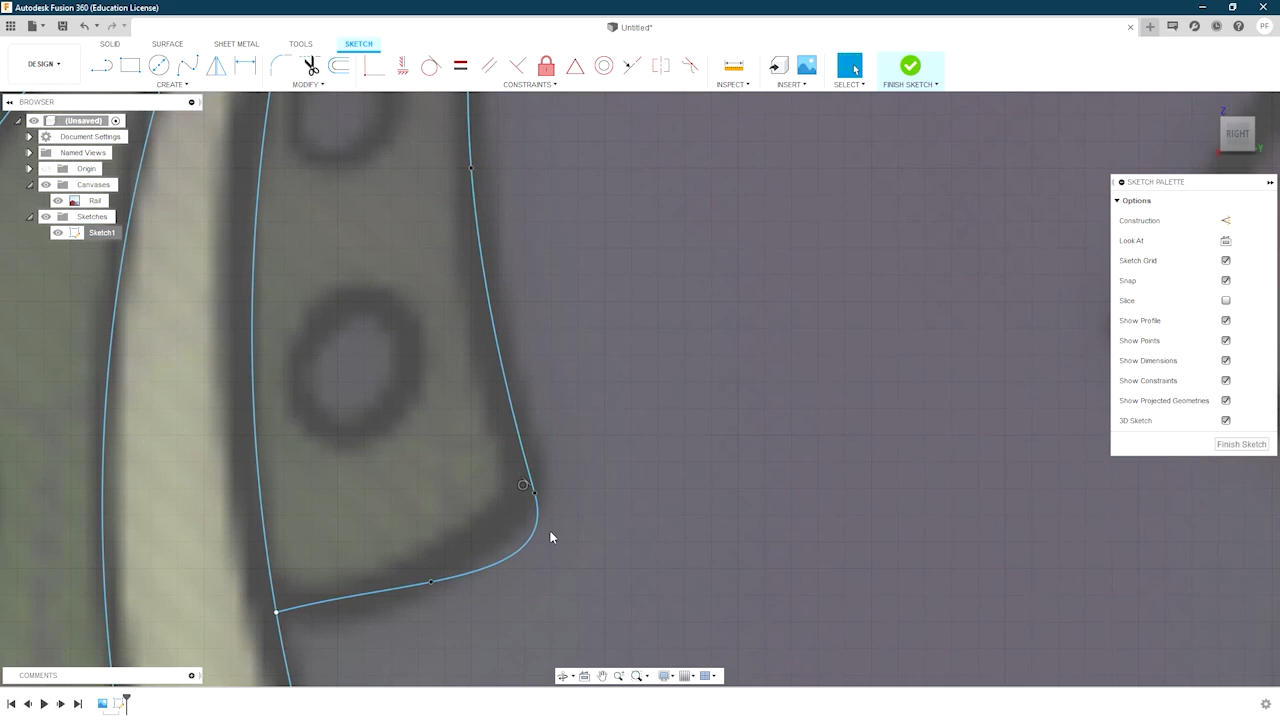 Autodesk Fusion 360 (Education License)
Untitled*
PF
DESIGN
SOLID SURFACE SHEET METAL TOOLS SKETCH
CREATE MODIFY CONSTRAINTS INSPECT INSERT SELECT FINISH SKETCH
BROWSER
(Unsaved)
Document Settings
Named Views
Origin
Canvases
Rail
Sketches
Sketch1
Z
RIGHT
X Y
SKETCH PALETTE
Options
Construction
Look At
Sketch Grid
Snap
Slice
Show Profile
Show Points
Show Dimensions
Show Constraints
Show Projected Geometries
3D Sketch
Finish Sketch
COMMENTS